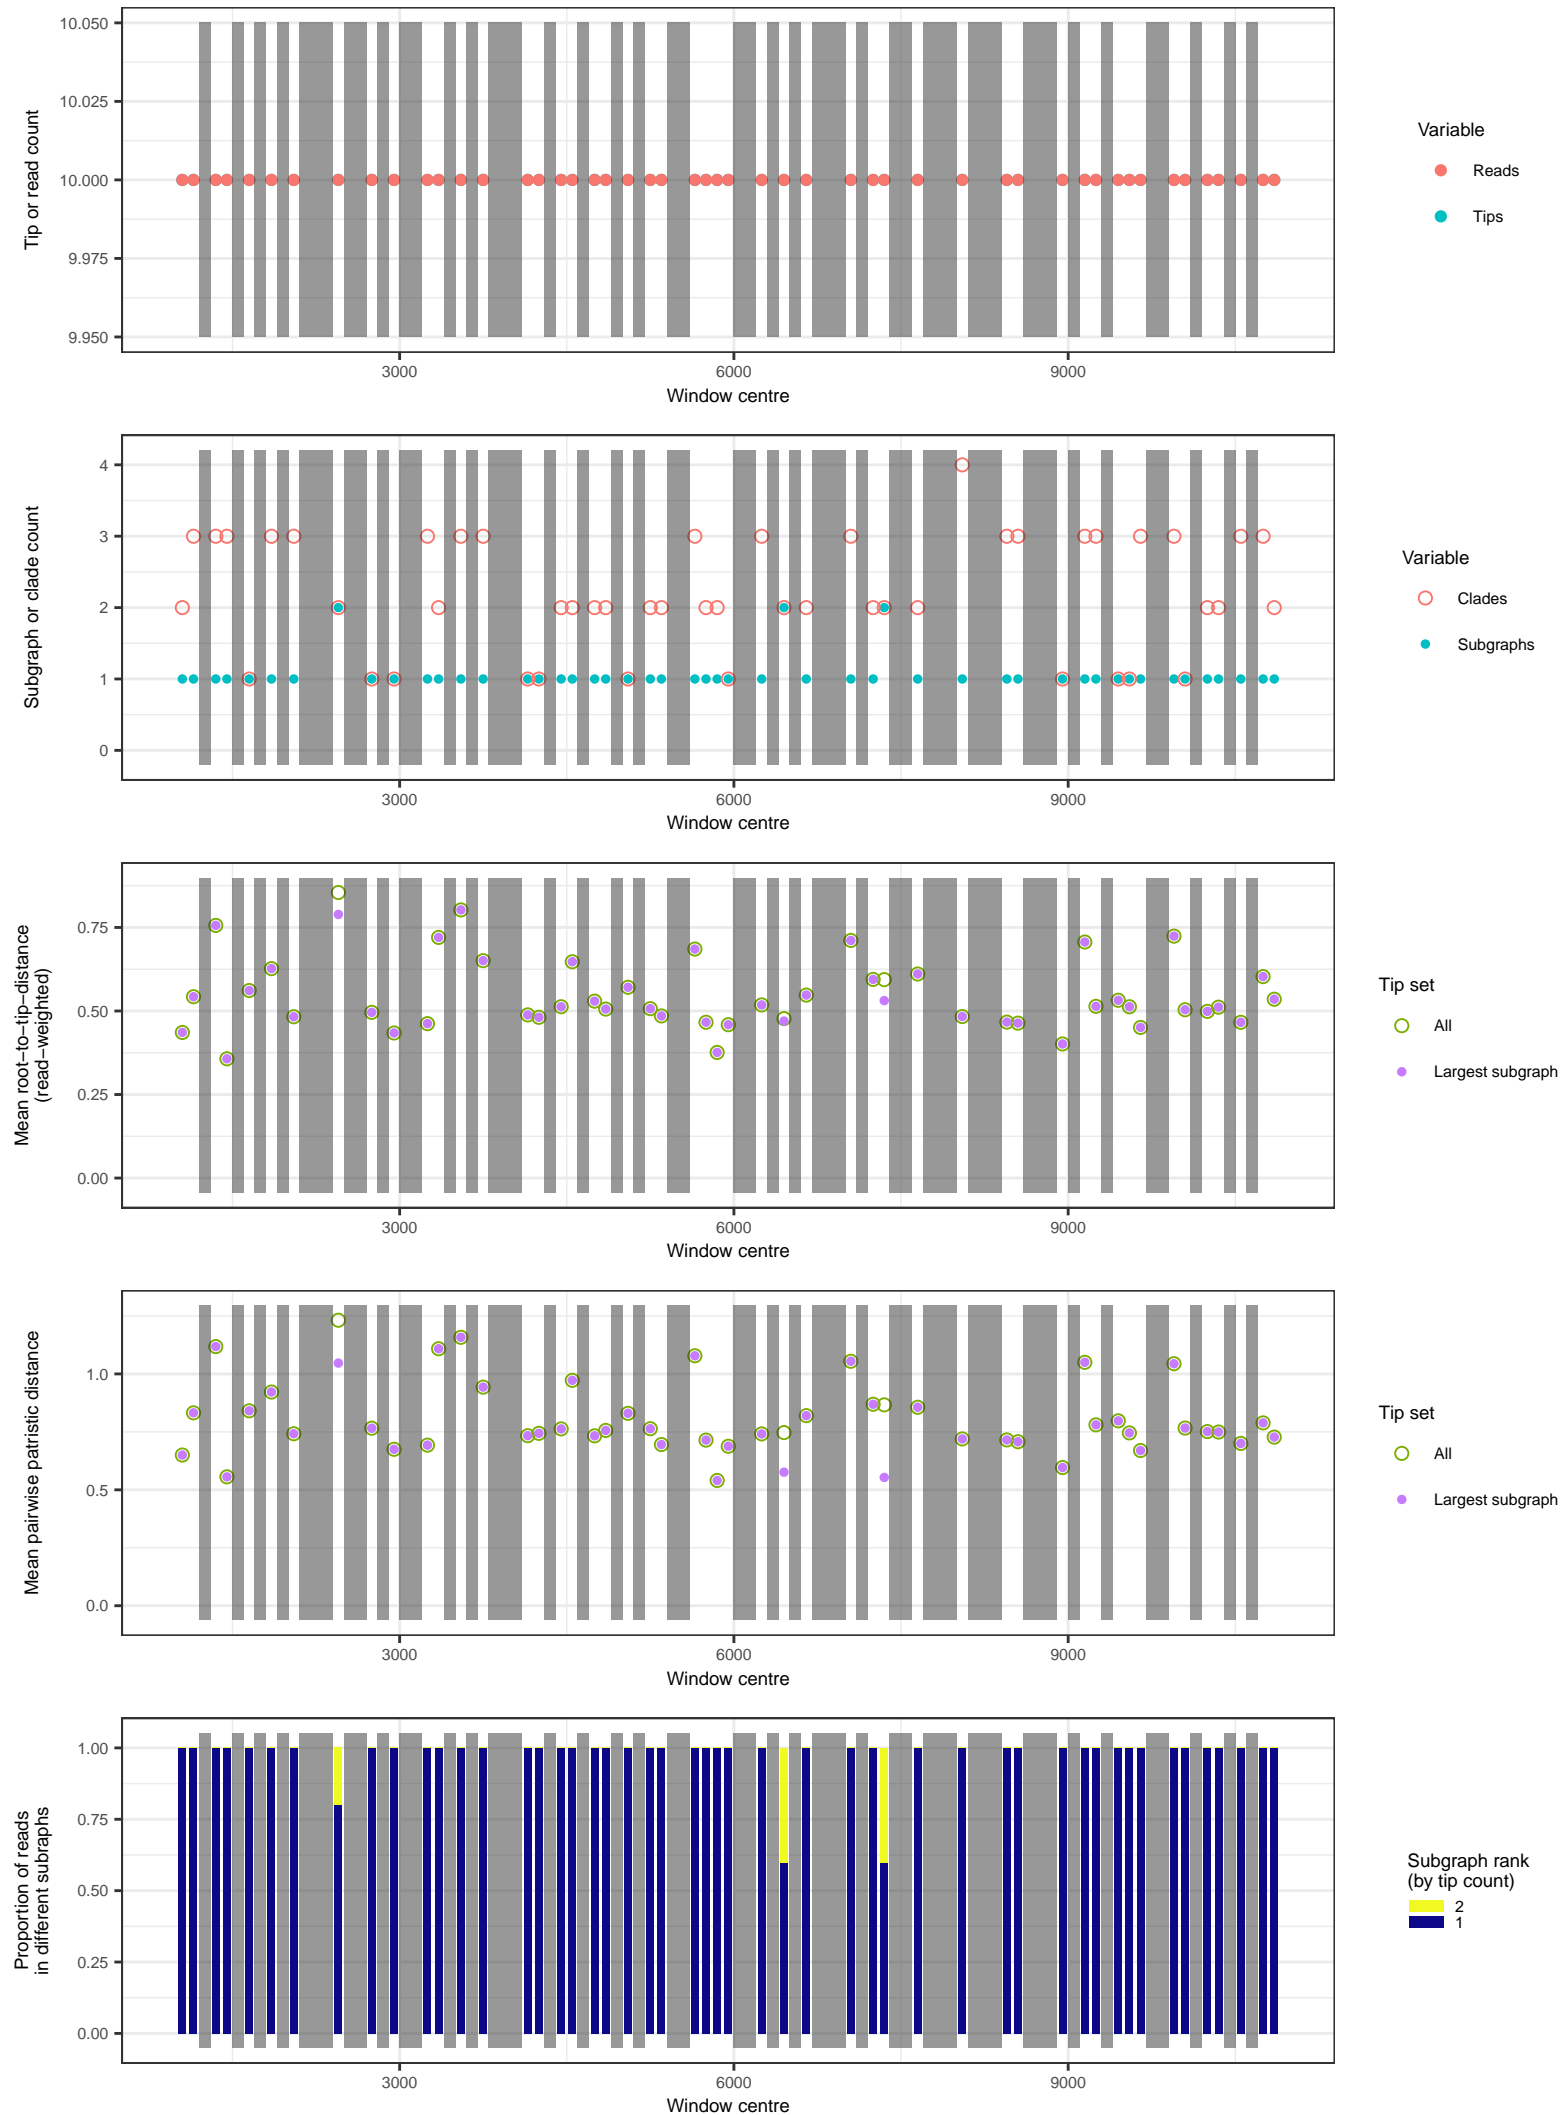 10.050
10.025
10.000
9.975
9.950
Tip or read count
3000
6000
9000
Window centre
Variable
Reads
Tips
4
3
2
1
0
Subgraph or clade count
3000
6000
9000
Window centre
Variable
Clades
Subgraphs
0.75
0.50
0.25
0.00
Mean root−to−tip−distance
(read−weighted)
3000
6000
9000
Window centre
Tip set
All
Largest subgraph
1.0
0.5
0.0
Mean pairwise patristic distance
3000
6000
9000
Window centre
Tip set
All
Largest subgraph
1.00
0.75
0.50
0.25
0.00
Proportion of reads
in different subraphs
3000
6000
9000
Window centre
Subgraph rank
(by tip count)
2
1